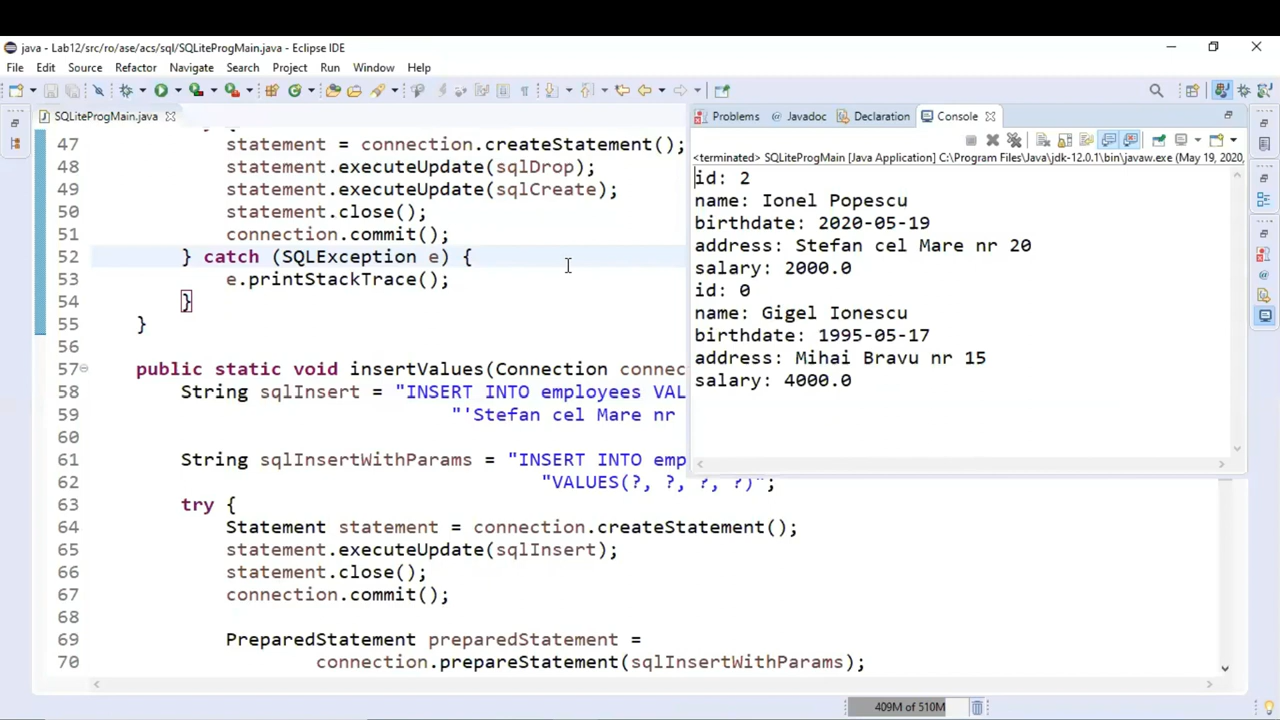 java - Lab12/src/ro/ase/acs/sql/SQLiteProgMain.java - Eclipse IDE
File Edit Source Refactor Navigate Search Project Run Window Help
SQLiteProgMain.java
47 statement = connection.createStatement();
48 statement.executeUpdate(sqlDrop);
49 statement.executeUpdate(sqlCreate);
50 statement.close();
51 connection.commit();
52 } catch (SQLException e) {
53 e.printStackTrace();
54 }
55 }
56
57 public static void insertValues(Connection connec
58 String sqlInsert = "INSERT INTO employees VAL
59 "'Stefan cel Mare nr
60
61 String sqlInsertWithParams = "INSERT INTO emp
62 "VALUES(?, ?, ?, ?)";
63 try {
64 Statement statement = connection.createStatement();
65 statement.executeUpdate(sqlInsert);
66 statement.close();
67 connection.commit();
68
69 PreparedStatement preparedStatement =
70 connection.prepareStatement(sqlInsertWithParams);
Problems Javadoc Declaration Console
<terminated> SQLiteProgMain [Java Application] C:\Program Files\Java\jdk-12.0.1\bin\javaw.exe (May 19, 2020,
id: 2
name: Ionel Popescu
birthdate: 2020-05-19
address: Stefan cel Mare nr 20
salary: 2000.0
id: 0
name: Gigel Ionescu
birthdate: 1995-05-17
address: Mihai Bravu nr 15
salary: 4000.0
409M of 510M